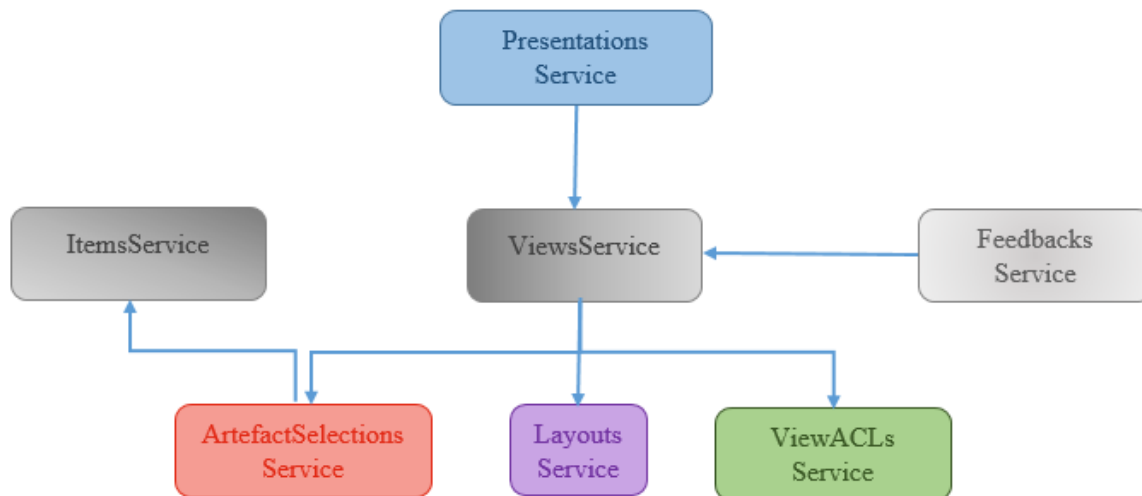 Presentations
Service
ItemsService
ViewsService
Feedbacks
Service
ArtefactSelections
Service
Layouts
Service
ViewACLs
Service